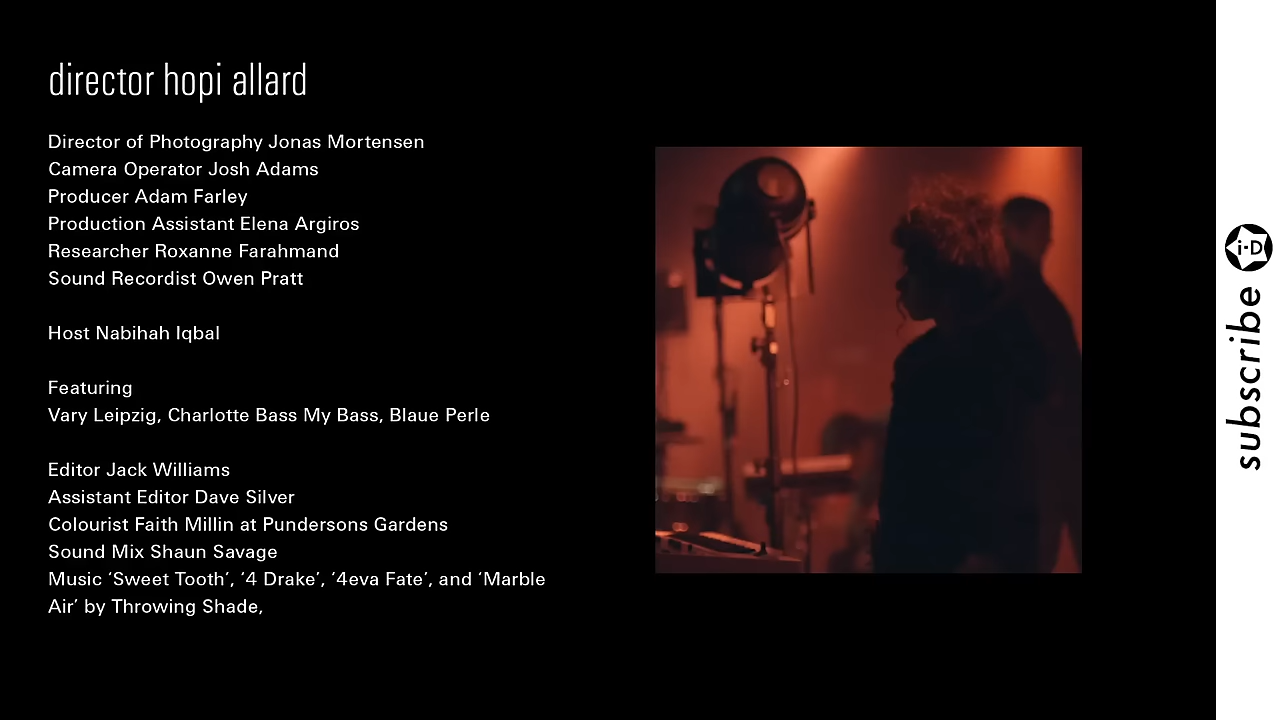 director hopi allard
Director of Photography Jonas Mortensen
Camera Operator Josh Adams
Producer Adam Farley
Production Assistant Elena Argiros
Researcher Roxanne Farahmand
Sound Recordist Owen Pratt
Host Nabihah Iqbal
Featuring
Vary Leipzig, Charlotte Bass My Bass, Blaue Perle
Editor Jack Williams
Assistant Editor Dave Silver
Colourist Faith Millin at Pundersons Gardens
Sound Mix Shaun Savage
Music ‘Sweet Tooth’, ’4 Drake’, ’4eva Fate’, and ‘Marble
Air’ by Throwing Shade,
i-D
subscribe